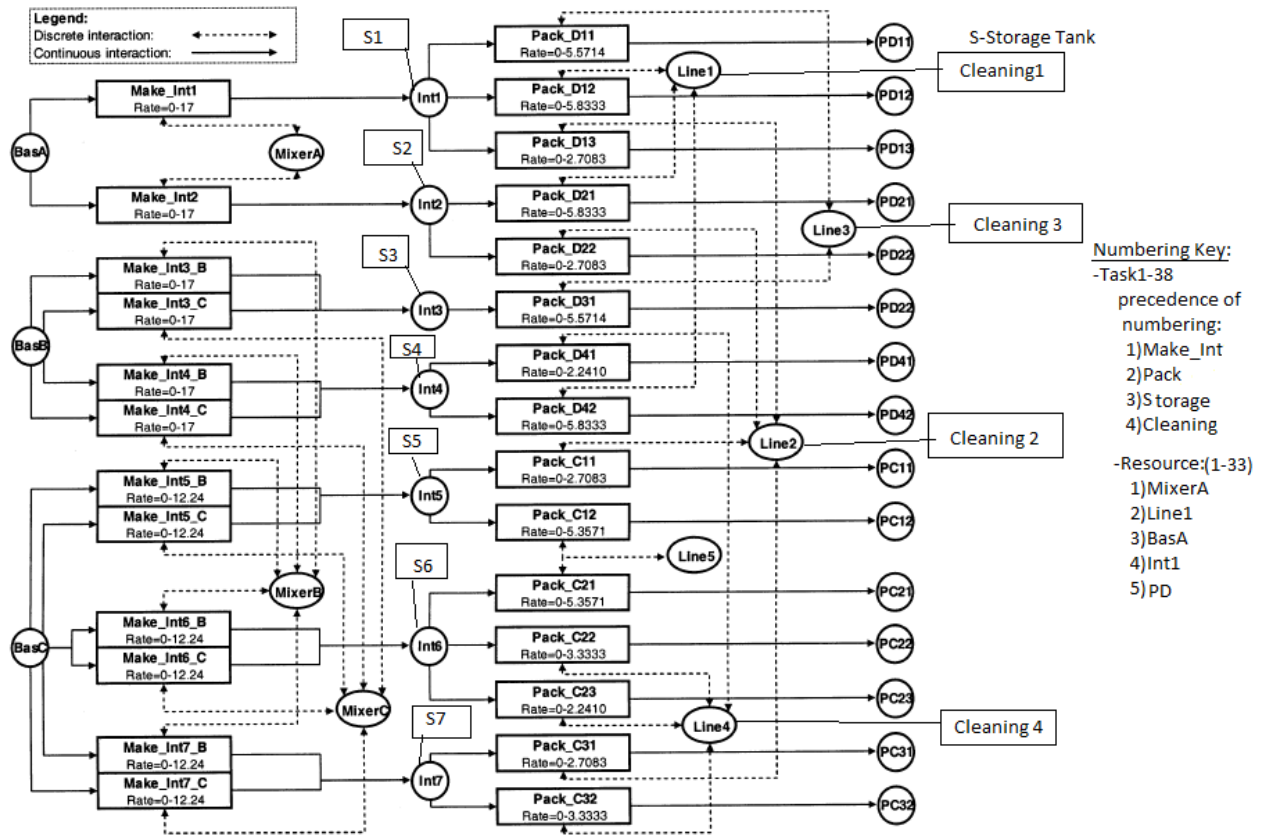 Legend:
Discrete interaction:
Continuous interaction:
S1
Pack_D11
Rate=0-5.5714
PD11
S-Storage Tank
Line1
Cleaning1
Make_Int1
Rate=0-17
Int1
Pack_D12
Rate=0-5.8333
PD12
BasA
MixerA
S2
Pack_D13
Rate=0-2.7083
PD13
Make_Int2
Rate=0-17
Int2
Pack_D21
Rate=0-5.8333
PD21
Line3
Cleaning 3
Pack_D22
Rate=0-2.7083
PD22
S3
Make_Int3_B
Rate=0-17
Make_Int3_C
Rate=0-17
Int3
Pack_D31
Rate=0-5.5714
PD22
BasB
S4
Make_Int4_B
Rate=0-17
Make_Int4_C
Rate=0-17
Int4
Pack_D41
Rate=0-2.2410
PD41
Pack_D42
Rate=0-5.8333
PD42
Line2
Cleaning 2
S5
Make_Int5_B
Rate=0-12.24
Make_Int5_C
Rate=0-12.24
Int5
Pack_C11
Rate=0-2.7083
PC11
Pack_C12
Rate=0-5.3571
PC12
Line5
MixerB
S6
Pack_C21
Rate=0-5.3571
PC21
BasC
Make_Int6_B
Rate=0-12.24
Make_Int6_C
Rate=0-12.24
Int6
Pack_C22
Rate=0-3.3333
PC22
MixerC
Pack_C23
Rate=0-2.2410
PC23
Line4
Cleaning 4
S7
Make_Int7_B
Rate=0-12.24
Make_Int7_C
Rate=0-12.24
Int7
Pack_C31
Rate=0-2.7083
PC31
Pack_C32
Rate=0-3.3333
PC32
Numbering Key:
-Task1-38
precedence of
numbering:
1)Make_Int
2)Pack
3)Storage
4)Cleaning
-Resource:(1-33)
1)MixerA
2)Line1
3)BasA
4)Int1
5)PD